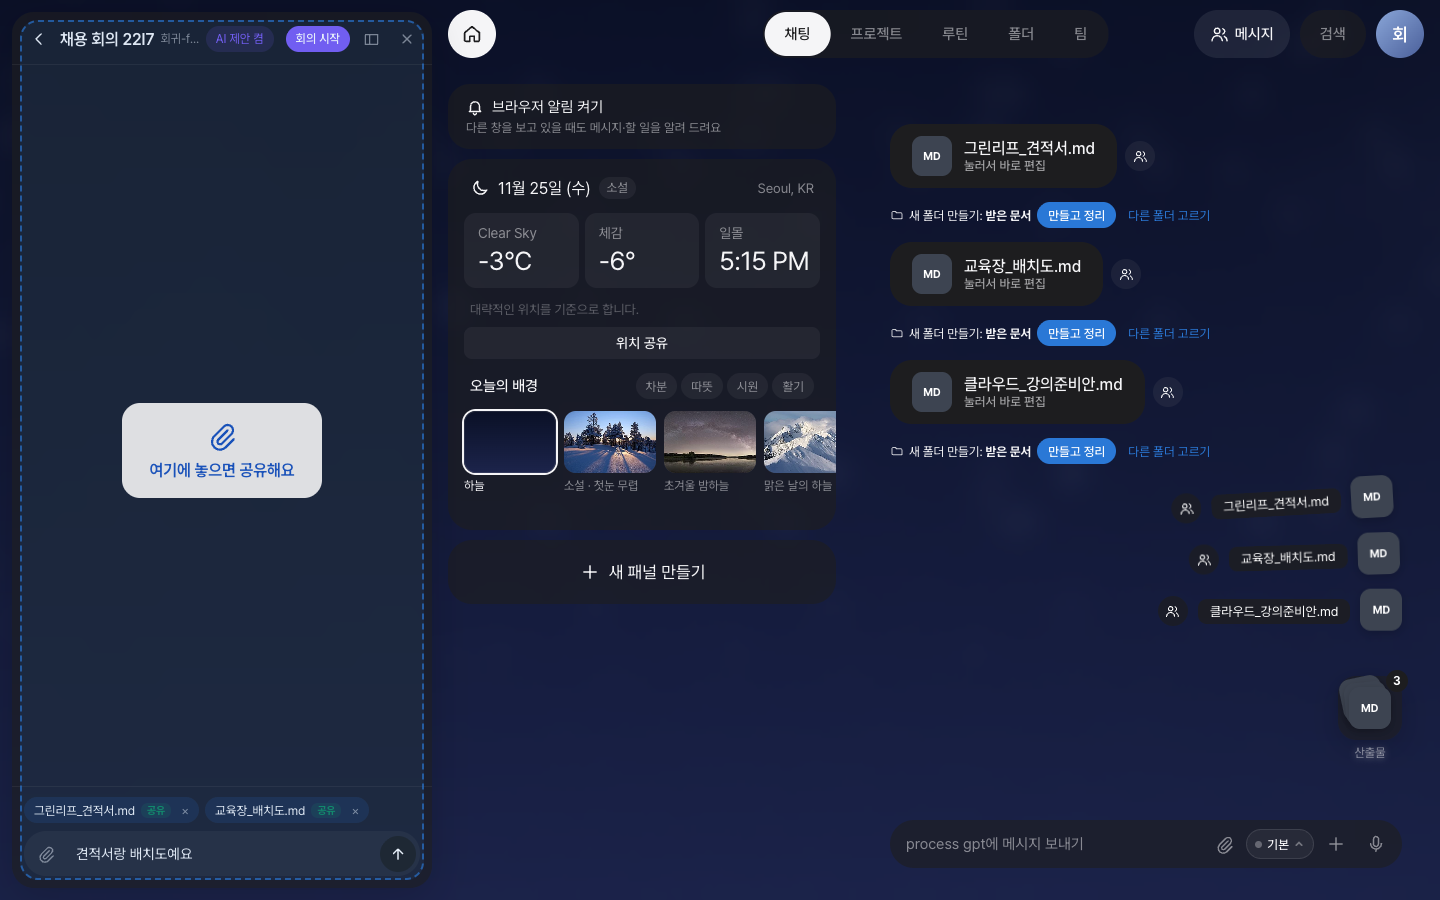 채용 회의 22l7
회귀-f...
AI 제안 컴
회의 시작
여기에 놓으면 공유해요
그린리프_견적서.md 공유 ×
교육장_배치도.md 공유 ×
견적서랑 배치도예요
채팅
프로젝트
루틴
폴더
팀
메시지
검색
회
브라우저 알림 켜기
다른 창을 보고 있을 때도 메시지·할 일을 알려 드려요
11월 25일 (수)
소설
Seoul, KR
Clear Sky
-3°C
체감
-6°
일몰
5:15 PM
대략적인 위치를 기준으로 합니다.
위치 공유
오늘의 배경
차분
따뜻
시원
활기
하늘
소설 · 첫눈 무렵
초겨울 밤하늘
맑은 날의 하늘
새 패널 만들기
MD
그린리프_견적서.md
눌러서 바로 편집
새 폴더 만들기: 받은 문서
만들고 정리
다른 폴더 고르기
MD
교육장_배치도.md
눌러서 바로 편집
새 폴더 만들기: 받은 문서
만들고 정리
다른 폴더 고르기
MD
클라우드_강의준비안.md
눌러서 바로 편집
새 폴더 만들기: 받은 문서
만들고 정리
다른 폴더 고르기
그린리프_견적서.md
MD
교육장_배치도.md
MD
클라우드_강의준비안.md
MD
3
MD
산출물
process gpt에 메시지 보내기
기본